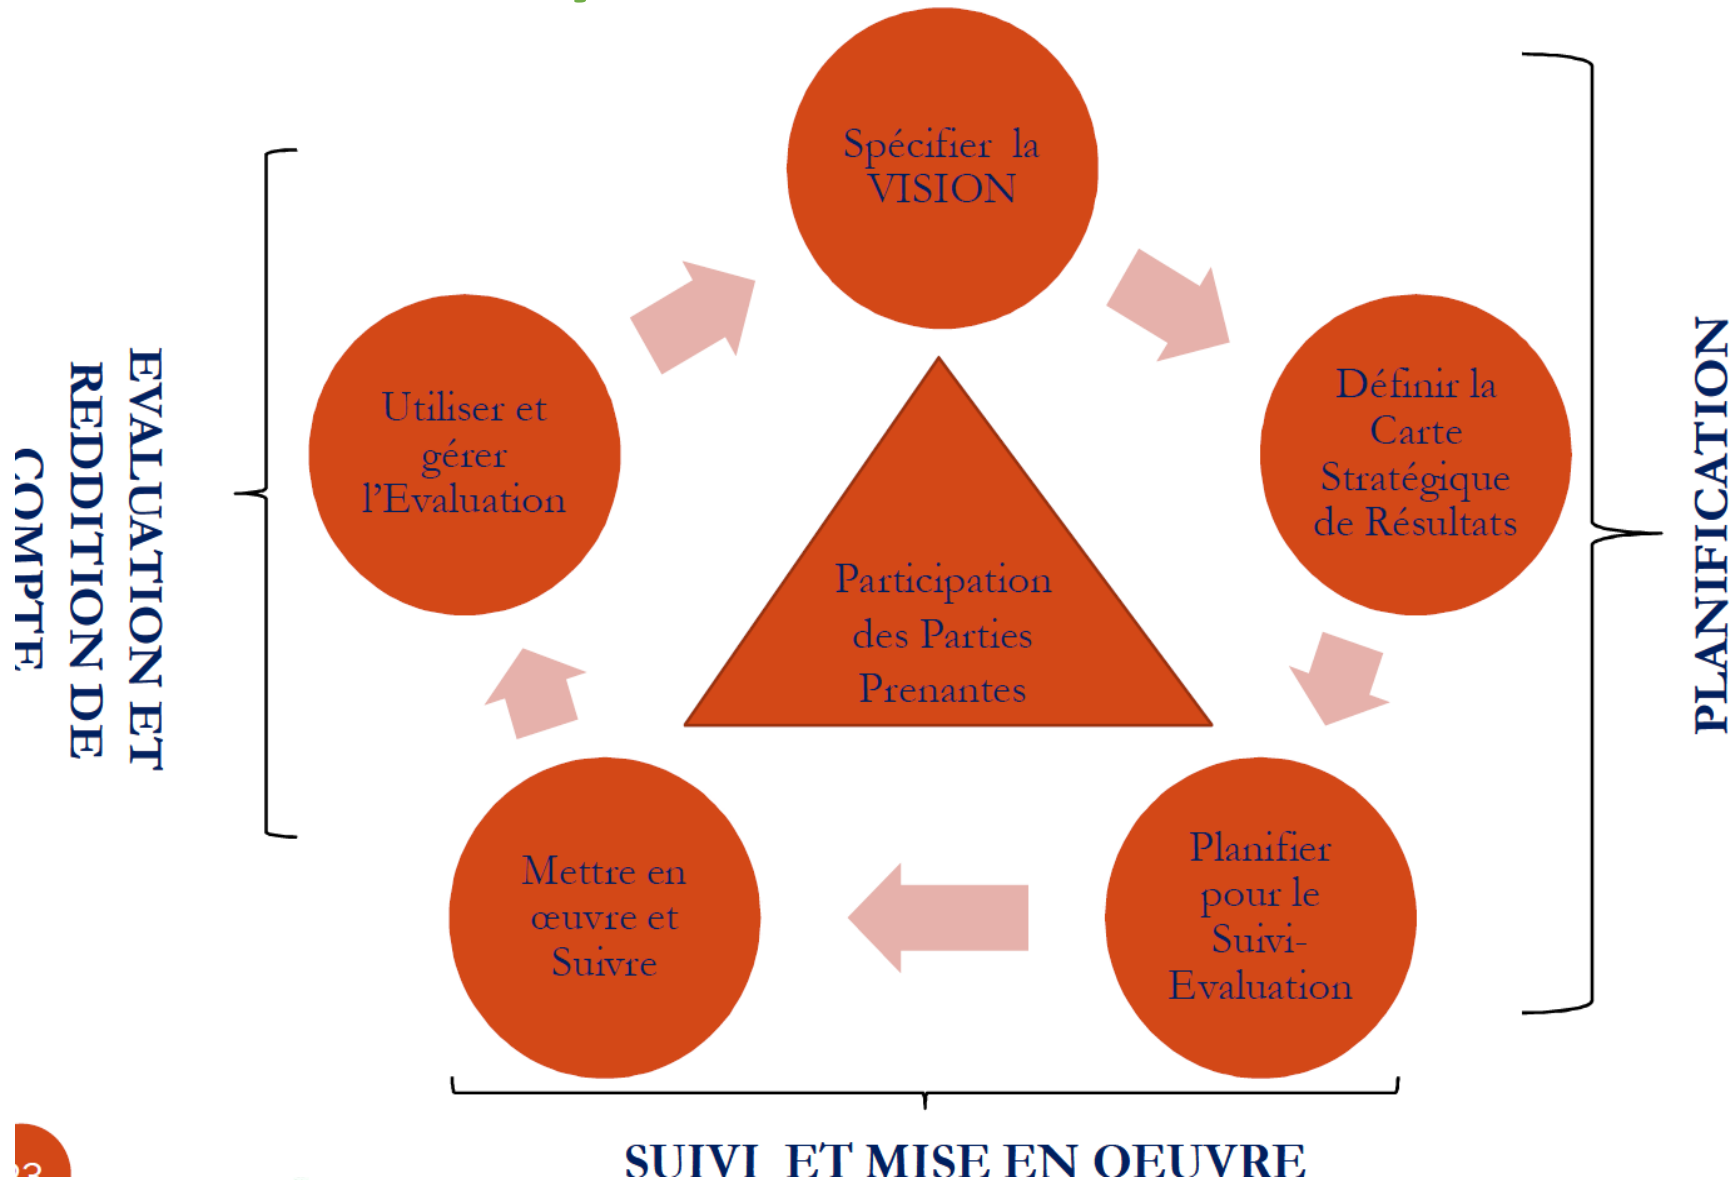 Spécifier la
VISION
Définir la
Carte
Stratégique
de Résultats
Planifier
pour le
Suivi-
Evaluation
Mettre en
œuvre et
Suivre
Utiliser et
gérer
l’Evaluation
Participation
des Parties
Prenantes
PLANIFICATION
SUIVI ET MISE EN OEUVRE
EVALUATION ET
REDDITION DE
COMPTE